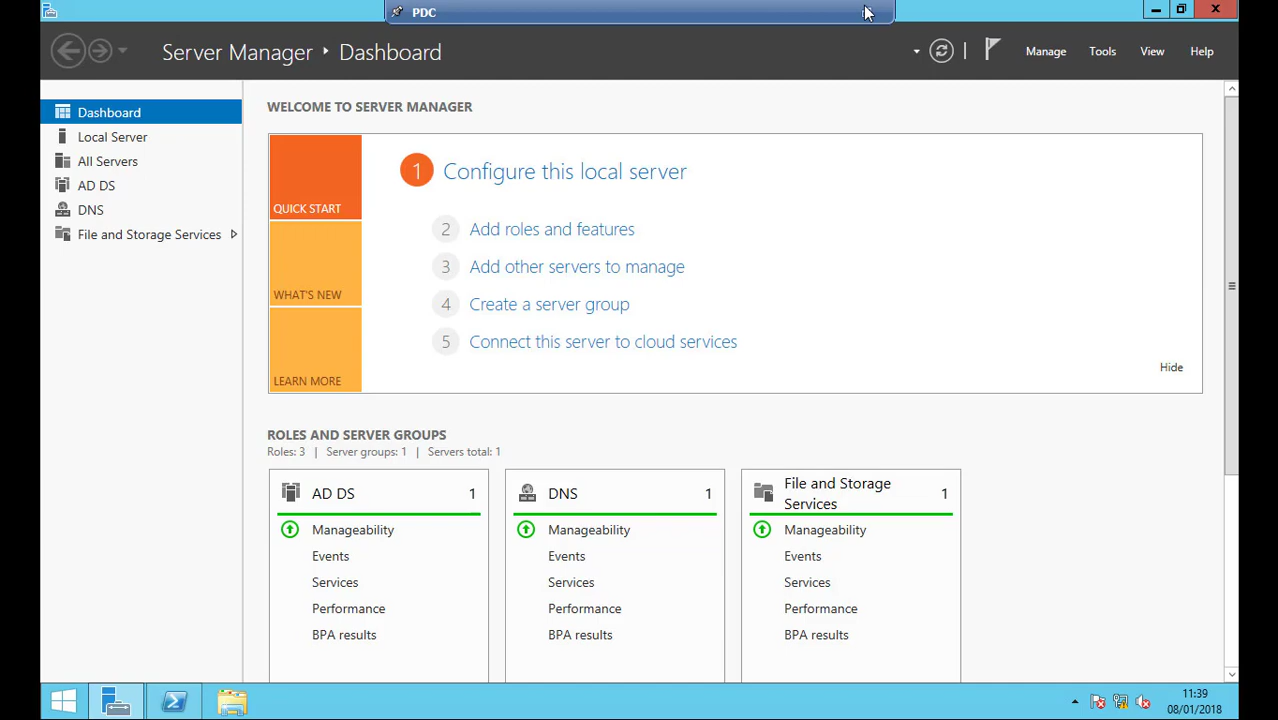 PDC
Server Manager ‣ Dashboard
Manage
Tools
View
Help
Dashboard
Local Server
All Servers
AD DS
DNS
File and Storage Services
WELCOME TO SERVER MANAGER
QUICK START
WHAT'S NEW
LEARN MORE
1 Configure this local server
2 Add roles and features
3 Add other servers to manage
4 Create a server group
5 Connect this server to cloud services
Hide
ROLES AND SERVER GROUPS
Roles: 3 | Server groups: 1 | Servers total: 1
AD DS 1
Manageability
Events
Services
Performance
BPA results
DNS 1
Manageability
Events
Services
Performance
BPA results
File and Storage
Services 1
Manageability
Events
Services
Performance
BPA results
11:39
08/01/2018